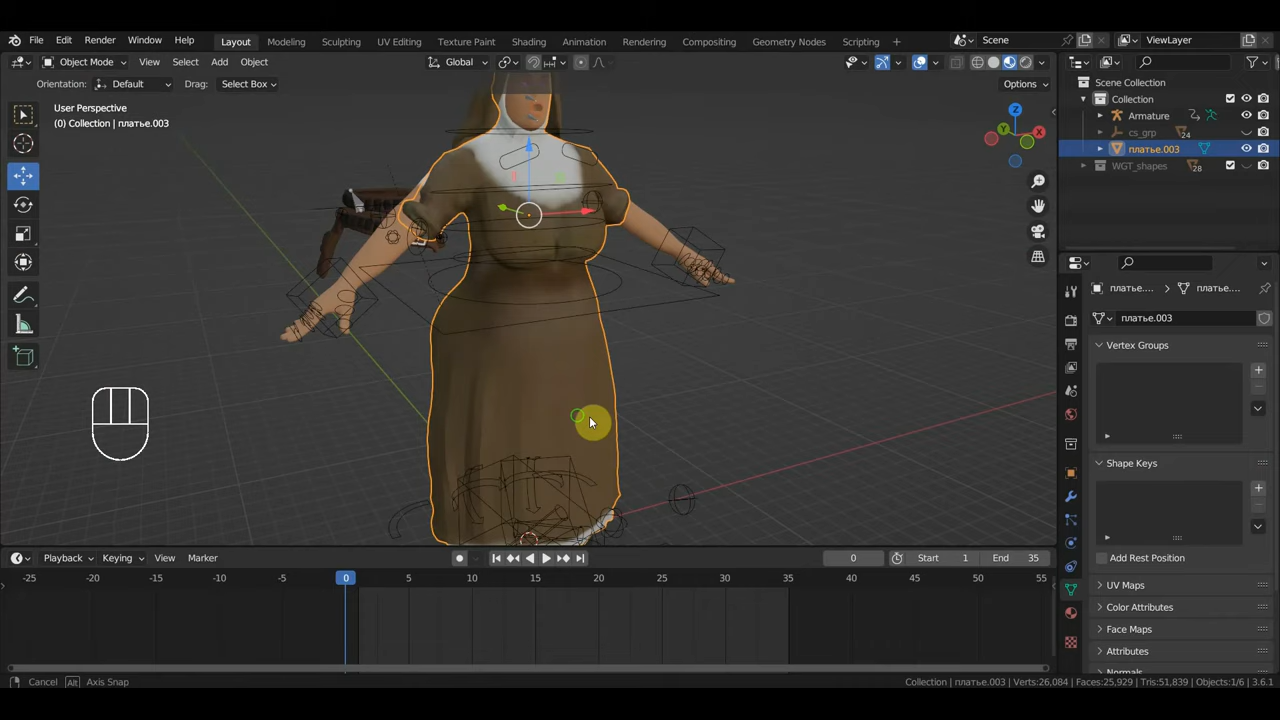 File Edit Render Window Help Layout Modeling Sculpting UV Editing Texture Paint Shading Animation Rendering Compositing Geometry Nodes Scripting + Scene ViewLayer
Object Mode View Select Add Object Global
Orientation: Default Drag: Select Box Options
User Perspective
(0) Collection | платье.003
Z
Y
X
Scene Collection
Collection
Armature
cs_grp 24
платье.003
WGT_shapes 28
платье.... платье....
платье.003
Vertex Groups
Shape Keys
Add Rest Position
UV Maps
Color Attributes
Face Maps
Attributes
Normals
Playback Keying View Marker 0 Start 1 End 35
-25 -20 -15 -10 -5 0 5 10 15 20 25 30 35 40 45 50 55
Cancel Alt Axis Snap Collection | платье.003 Verts:26,084 | Faces:25,929 | Tris:51,839 | Objects:1/6 | 3.6.1